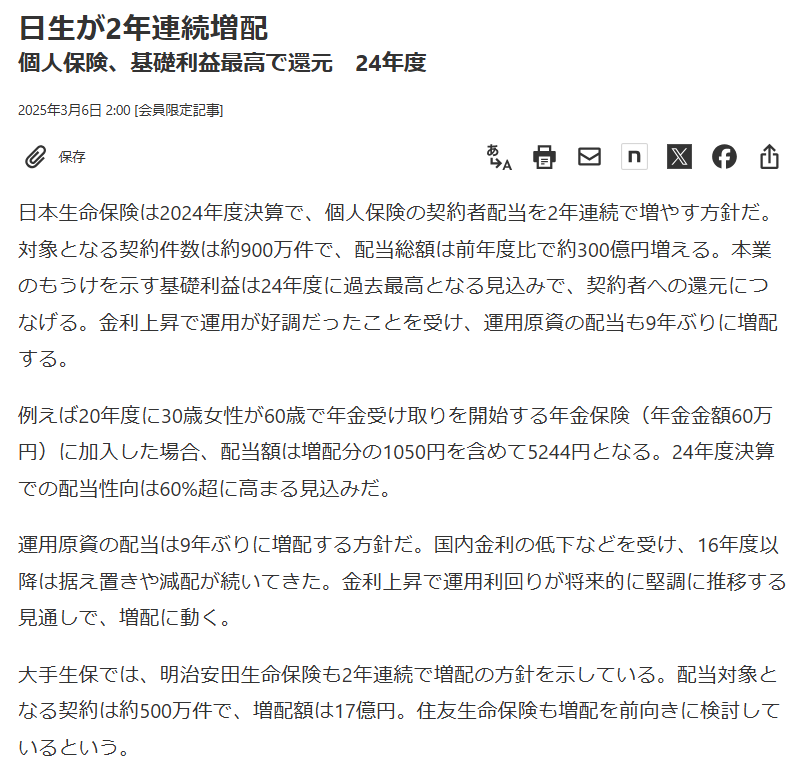 日生が2年連続増配
個人保険、基礎利益最高で還元　24年度
2025年3月6日 2:00 [会員限定記事]
保存
あ
A
n
X
f
日本生命保険は2024年度決算で、個人保険の契約者配当を2年連続で増やす方針だ。
対象となる契約件数は約900万件で、配当総額は前年度比で約300億円増える。本業
のもうけを示す基礎利益は24年度に過去最高となる見込みで、契約者への還元につ
なげる。金利上昇で運用が好調だったことを受け、運用原資の配当も9年ぶりに増配
する。
例えば20年度に30歳女性が60歳で年金受け取りを開始する年金保険（年金金額60万
円）に加入した場合、配当額は増配分の1050円を含めて5244円となる。24年度決算
での配当性向は60%超に高まる見込みだ。
運用原資の配当は9年ぶりに増配する方針だ。国内金利の低下などを受け、16年度以
降は据え置きや減配が続いてきた。金利上昇で運用利回りが将来的に堅調に推移する
見通しで、増配に動く。
大手生保では、明治安田生命保険も2年連続で増配の方針を示している。配当対象と
なる契約は約500万件で、増配額は17億円。住友生命保険も増配を前向きに検討して
いるという。